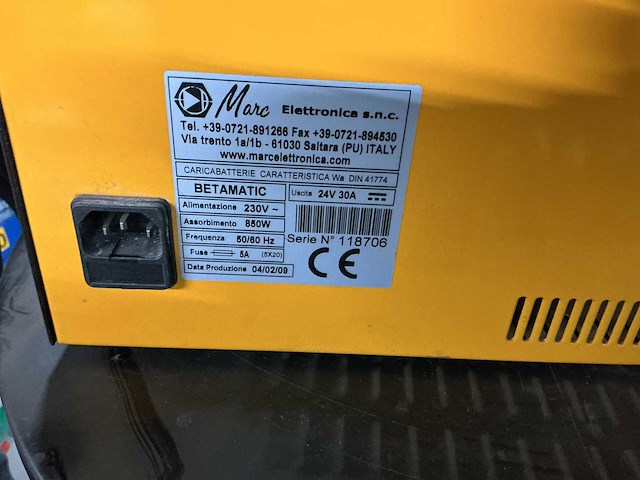 Marc Elettronica s.n.c.
Tel. +39-0721-891266 Fax +39-0721-894530
Via trento 1a/1b - 61030 Saltara (PU) ITALY
www.marcelettronica.com
CARICABATTERIE CARATTERISTICA Wa DIN 41774
BETAMATIC
Uscita 24V 30A
Alimentazione 230V ~
Assorbimento 850W
Frequenza 50/60 Hz
Serie N° 118706
Fuse 5A (5X20)
CE
Data Produzione 04/02/09